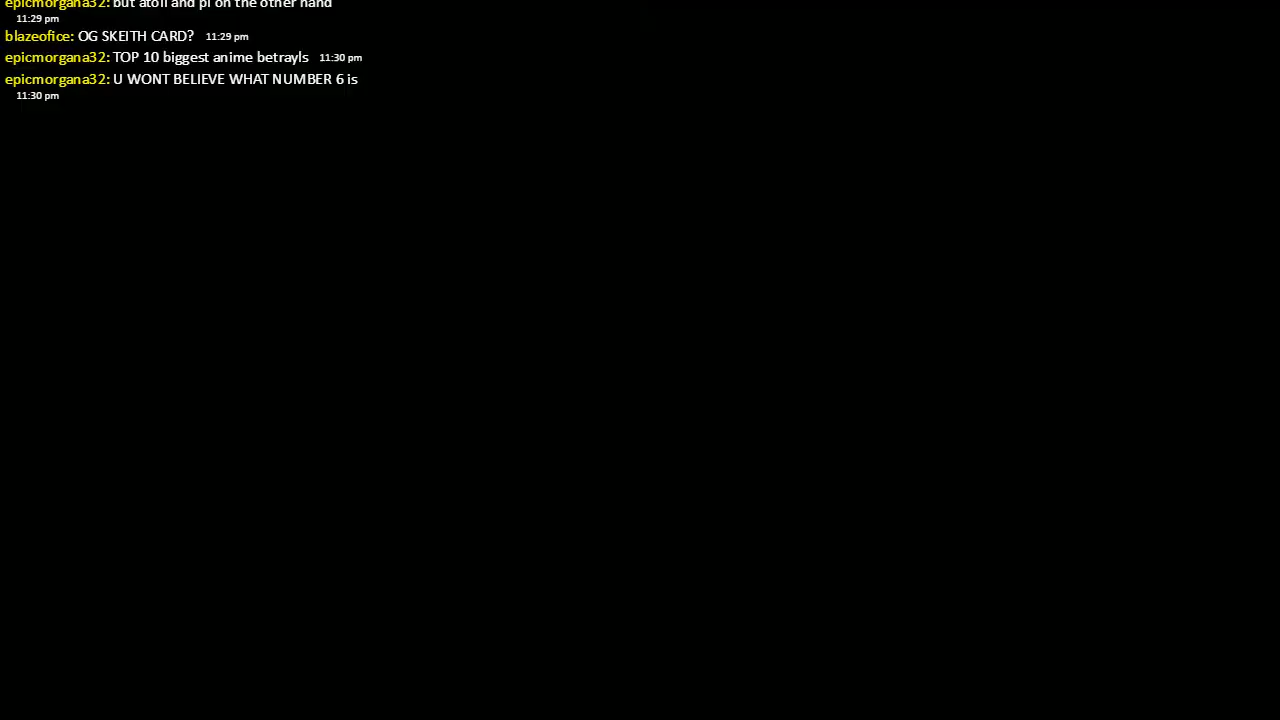 epicmorgana32: but atoli and pi on the other hand
11:29 pm
blazeofice: OG SKEITH CARD? 11:29 pm
epicmorgana32: TOP 10 biggest anime betrayls 11:30 pm
epicmorgana32: U WONT BELIEVE WHAT NUMBER 6 is
11:30 pm